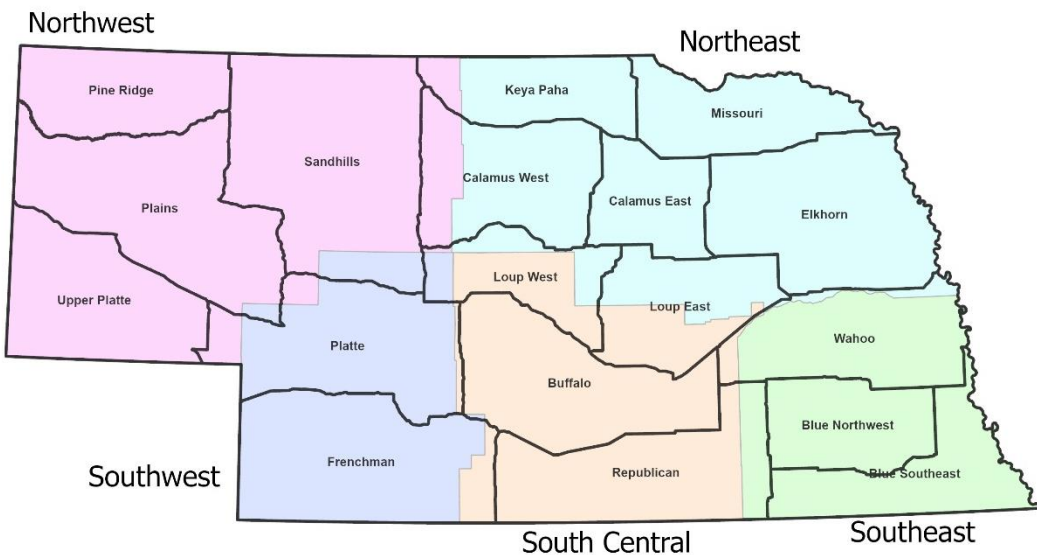 Northwest
Northeast
Pine Ridge
Keya Paha
Missouri
Sandhills
Calamus West
Calamus East
Plains
Elkhorn
Loup West
Upper Platte
Loup East
Platte
Wahoo
Buffalo
Blue Northwest
Frenchman
Republican
Blue Southeast
Southwest
South Central
Southeast